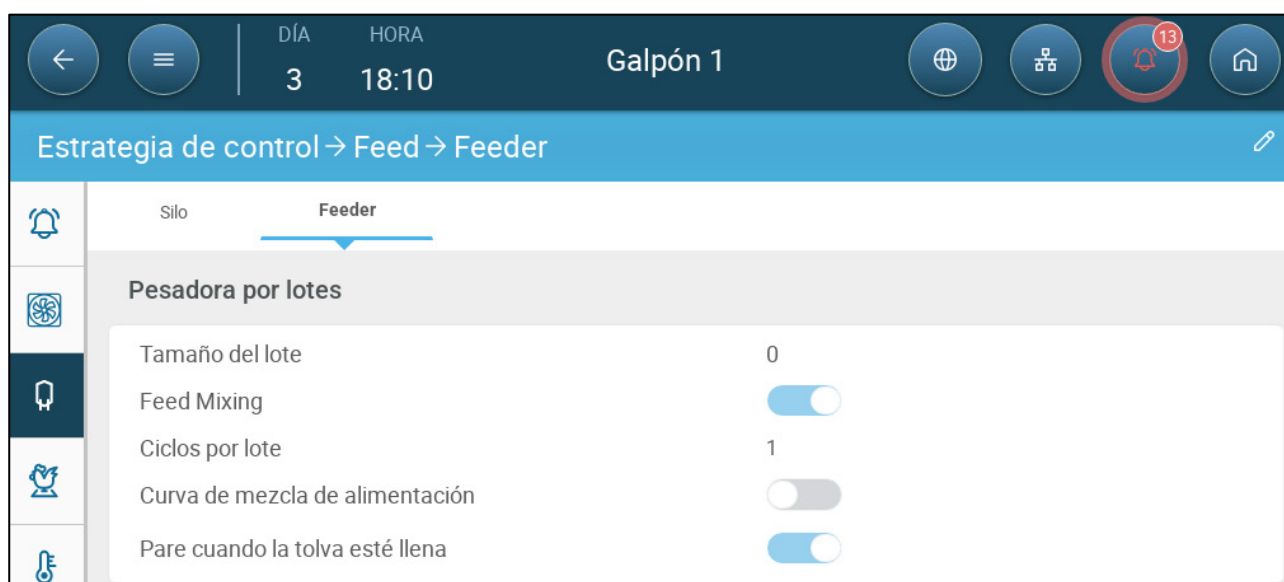 DÍA HORA
3 18:10 Galpón 1 13
Estrategia de control → Feed → Feeder
Silo Feeder
Pesadora por lotes
Tamaño del lote 0
Feed Mixing
Ciclos por lote 1
Curva de mezcla de alimentación
Pare cuando la tolva esté llena